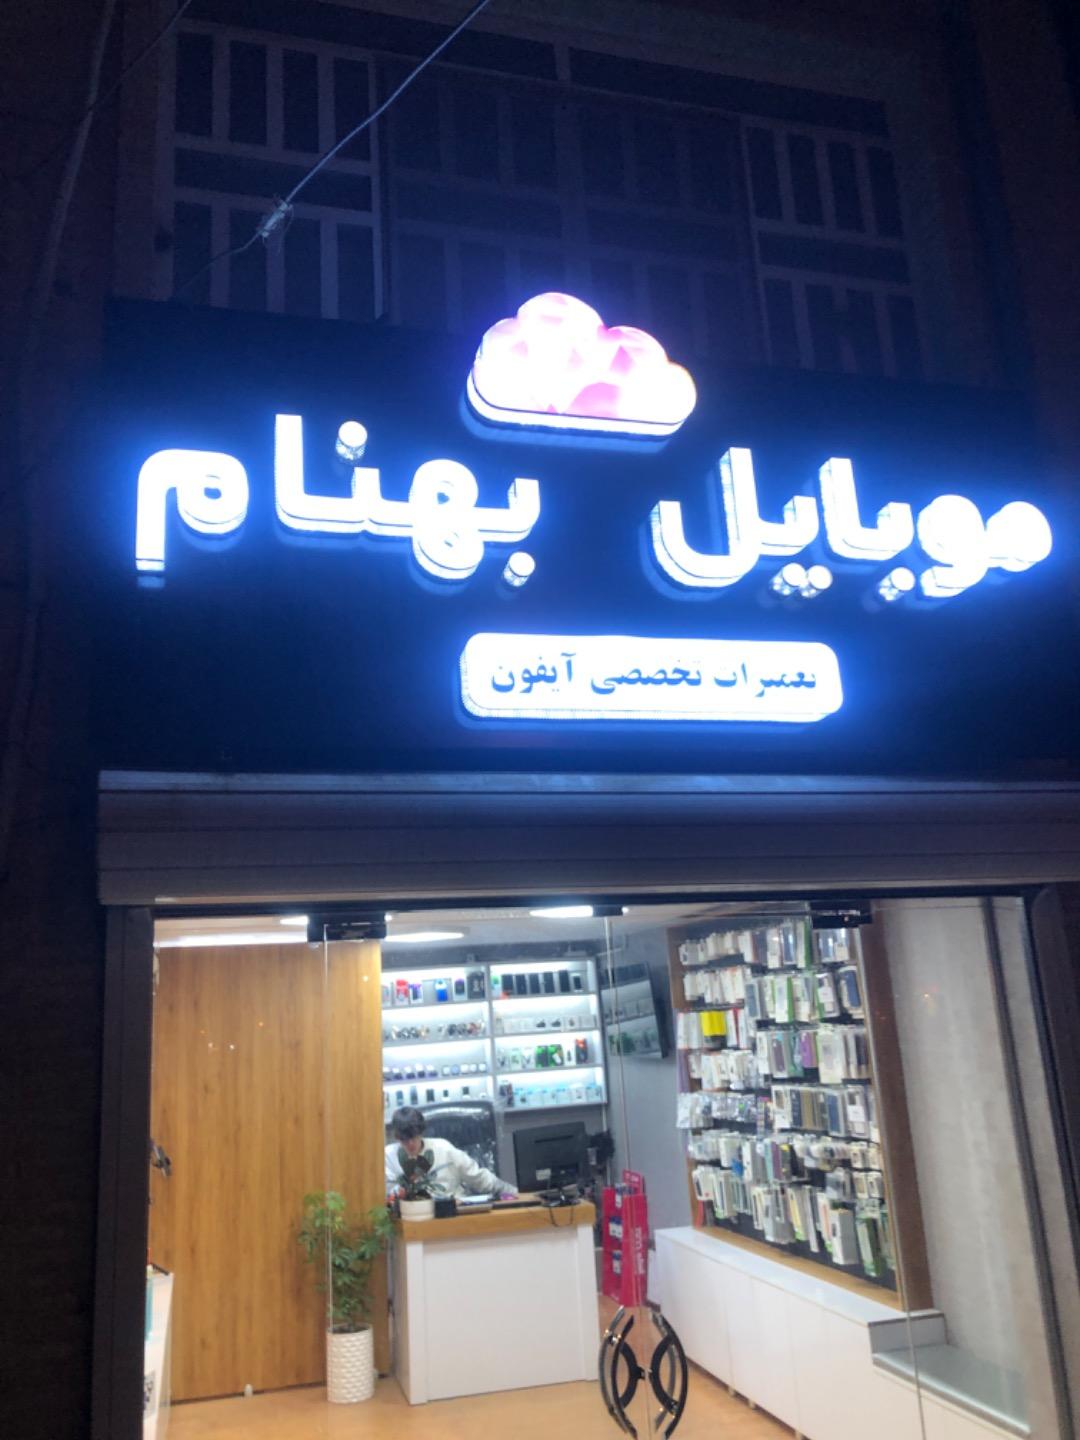 موبایل بهنام
تعمیرات تخصصی آیفون